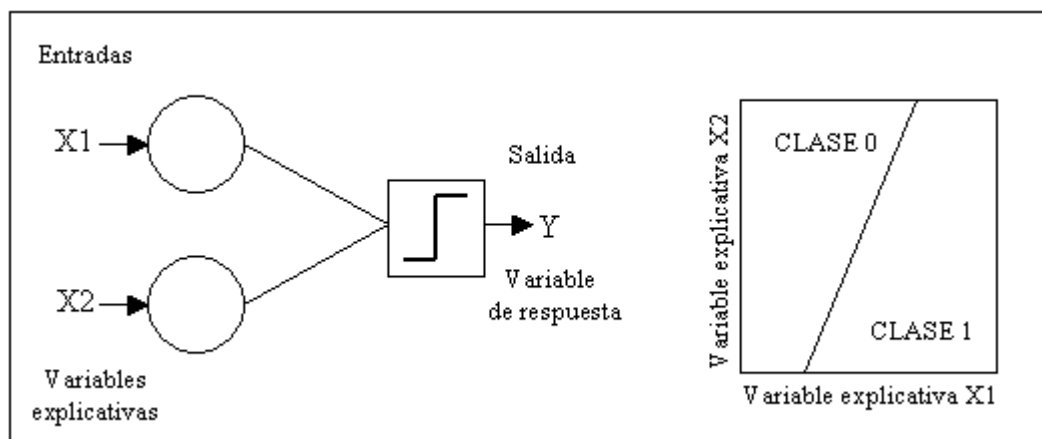 Entradas
X1
X2
Variables
explicativas
Salida
Y
Variable
de respuesta
Variable explicativa X2
CLASE 0
CLASE 1
Variable explicativa X1